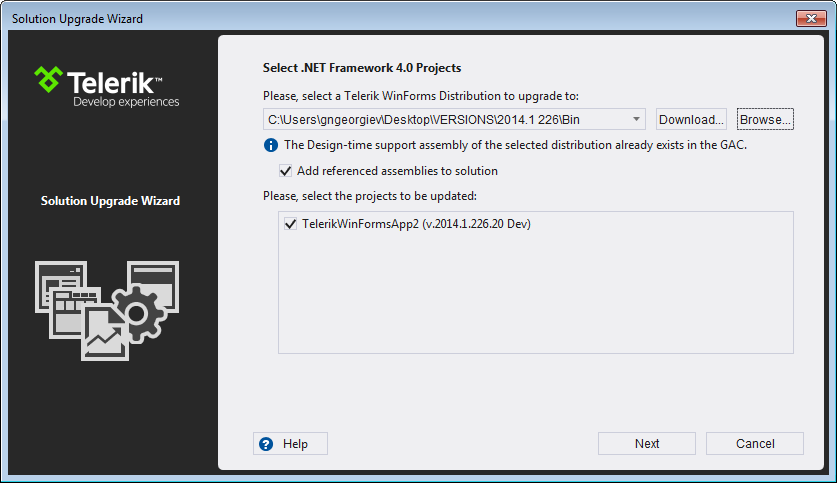 Solution Upgrade Wizard
Telerik™
Develop experiences
Solution Upgrade Wizard
Select .NET Framework 4.0 Projects
Please, select a Telerik WinForms Distribution to upgrade to:
C:\Users\gngeorgiev\Desktop\VERSIONS\2014.1 226\Bin
Download...
Browse...
The Design-time support assembly of the selected distribution already exists in the GAC.
Add referenced assemblies to solution
Please, select the projects to be updated:
TelerikWinFormsApp2 (v.2014.1.226.20 Dev)
Help
Next
Cancel